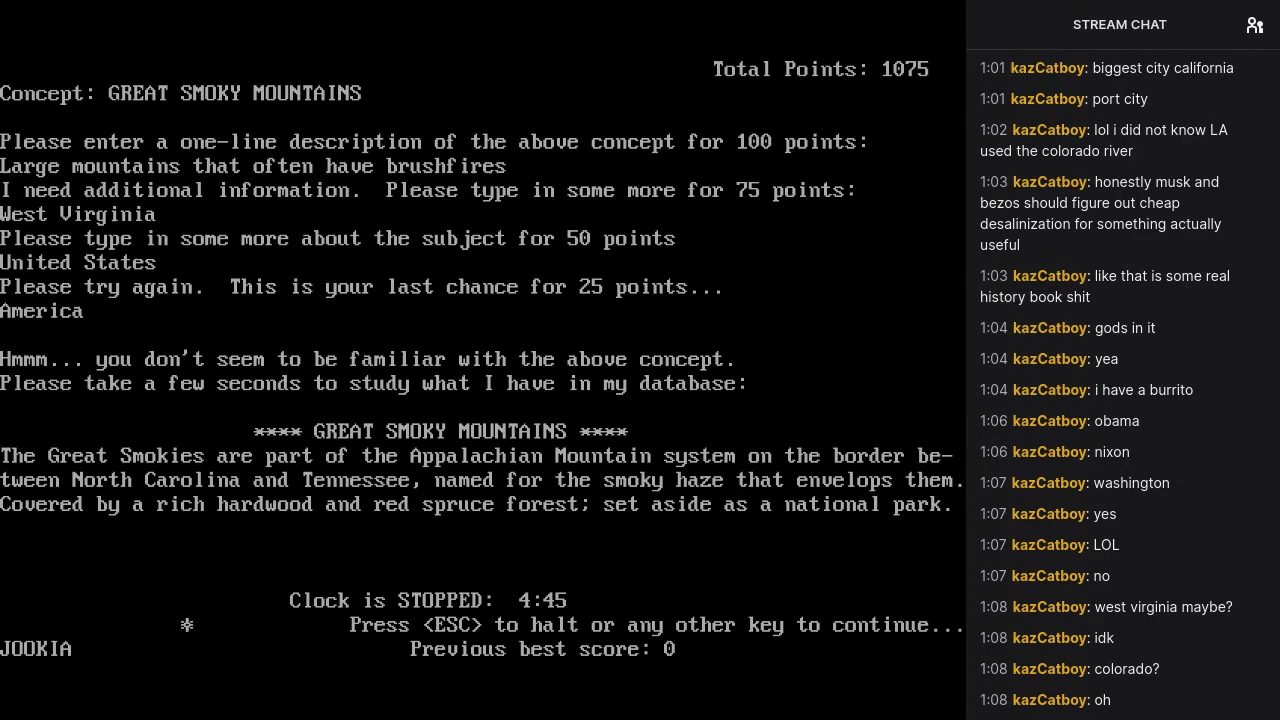 Total Points: 1075
Concept: GREAT SMOKY MOUNTAINS
Please enter a one-line description of the above concept for 100 points:
Large mountains that often have brushfires
I need additional information.  Please type in some more for 75 points:
West Virginia
Please type in some more about the subject for 50 points
United States
Please try again.  This is your last chance for 25 points...
America
Hmmm... you don't seem to be familiar with the above concept.
Please take a few seconds to study what I have in my database:
**** GREAT SMOKY MOUNTAINS ****
The Great Smokies are part of the Appalachian Mountain system on the border be-
tween North Carolina and Tennessee, named for the smoky haze that envelops them.
Covered by a rich hardwood and red spruce forest; set aside as a national park.
Clock is STOPPED:  4:45
* Press <ESC> to halt or any other key to continue...
JOOKIA Previous best score: 0
STREAM CHAT
1:01 kazCatboy: biggest city california
1:01 kazCatboy: port city
1:02 kazCatboy: lol i did not know LA
used the colorado river
1:03 kazCatboy: honestly musk and
bezos should figure out cheap
desalinization for something actually
useful
1:03 kazCatboy: like that is some real
history book shit
1:04 kazCatboy: gods in it
1:04 kazCatboy: yea
1:04 kazCatboy: i have a burrito
1:06 kazCatboy: obama
1:06 kazCatboy: nixon
1:07 kazCatboy: washington
1:07 kazCatboy: yes
1:07 kazCatboy: LOL
1:07 kazCatboy: no
1:08 kazCatboy: west virginia maybe?
1:08 kazCatboy: idk
1:08 kazCatboy: colorado?
1:08 kazCatboy: oh